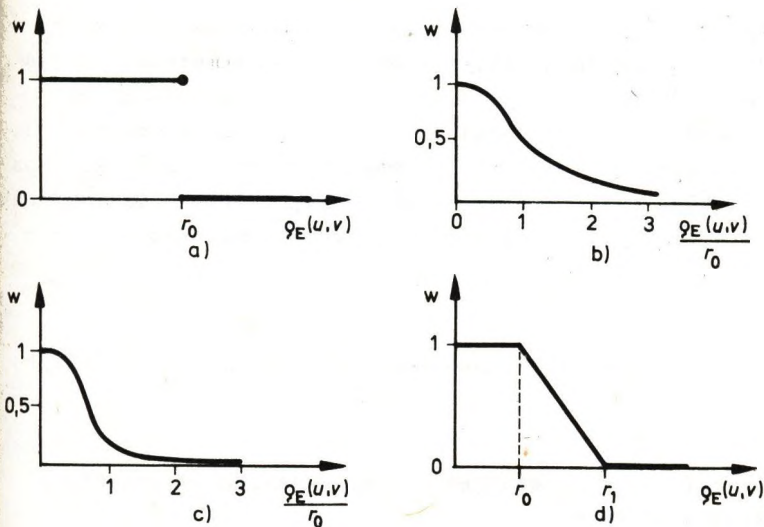 w
1
0
r₀
ρE(u,v)
a)
w
1
0,5
0
1
2
3
ρE(u,v)
r₀
b)
w
1
0,5
1
2
3
ρE(u,v)
r₀
c)
w
1
0
r₀
r₁
ρE(u,v)
d)